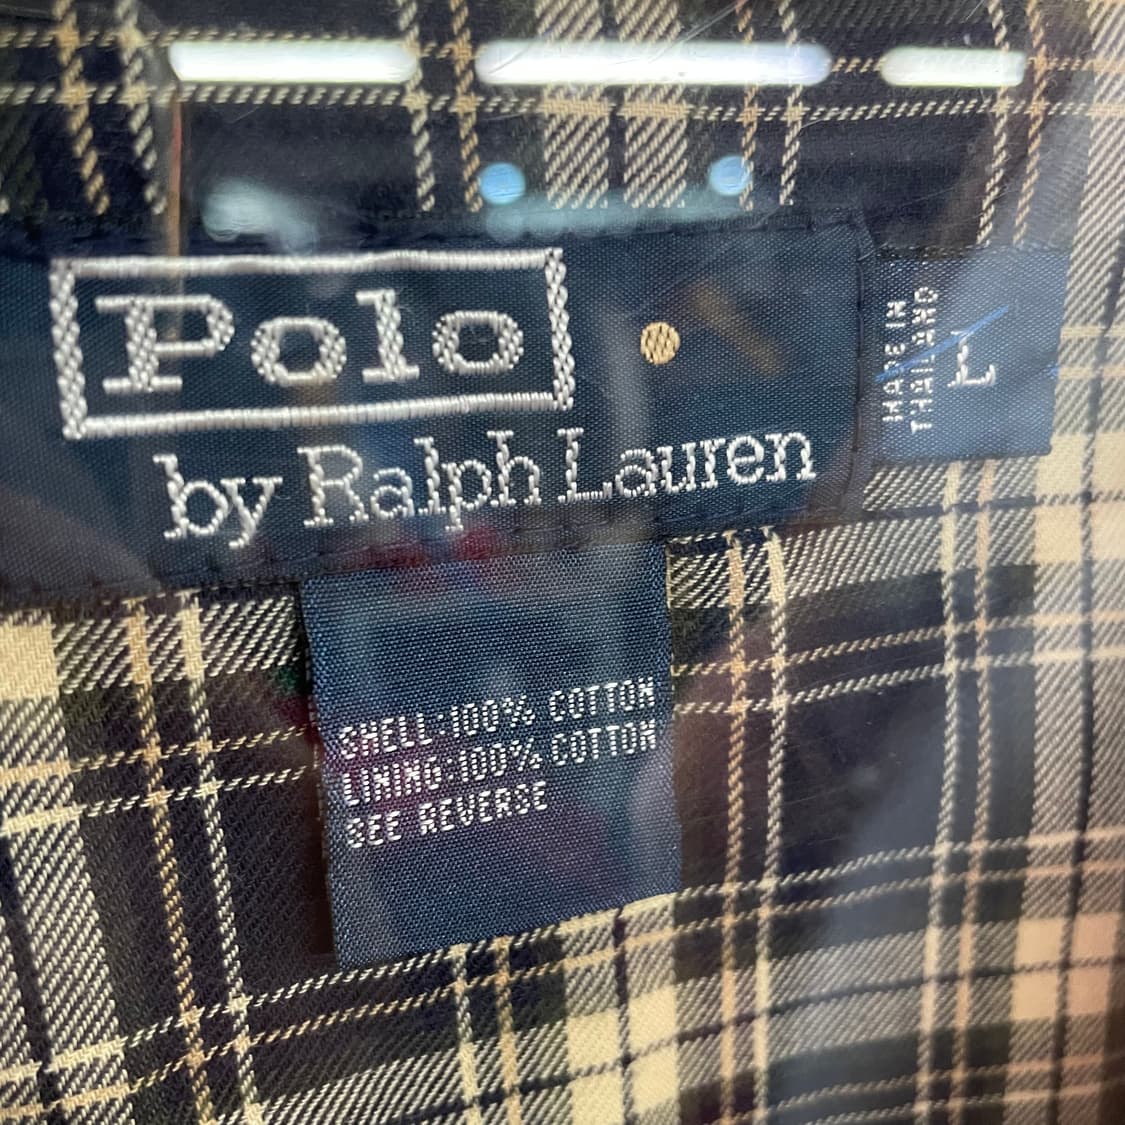 Polo
by Ralph Lauren
MADE IN
THAILAND
L
SHELL:100% COTTON
LINING:100% COTTON
SEE REVERSE